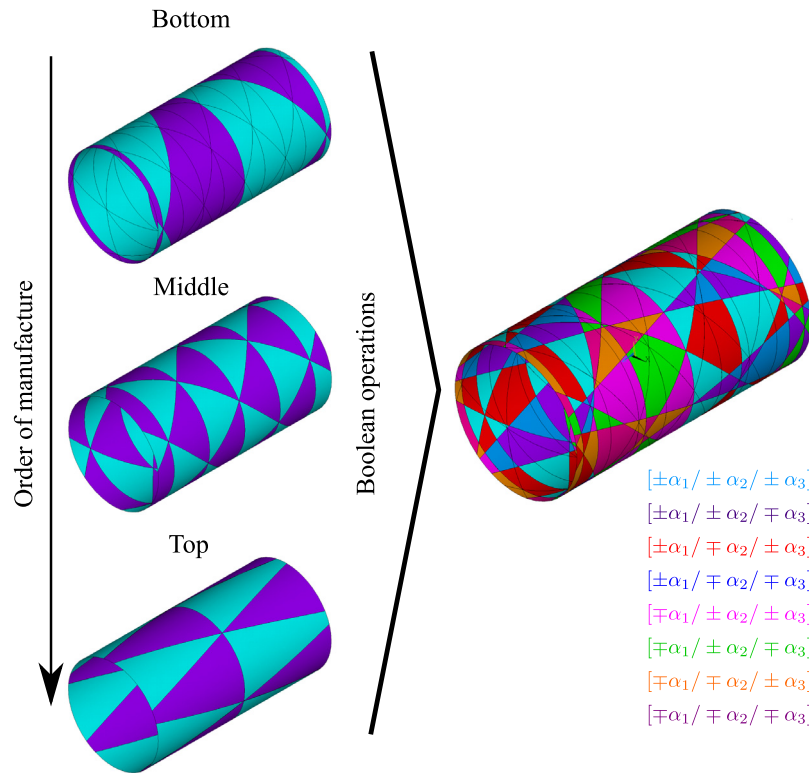 Bottom
Order of manufacture
Middle
Boolean operations
Top
[±α₁/ ± α₂/ ± α₃]
[±α₁/ ± α₂/ ∓ α₃]
[±α₁/ ∓ α₂/ ± α₃]
[±α₁/ ∓ α₂/ ∓ α₃]
[∓α₁/ ± α₂/ ± α₃]
[∓α₁/ ± α₂/ ∓ α₃]
[∓α₁/ ∓ α₂/ ± α₃]
[∓α₁/ ∓ α₂/ ∓ α₃]